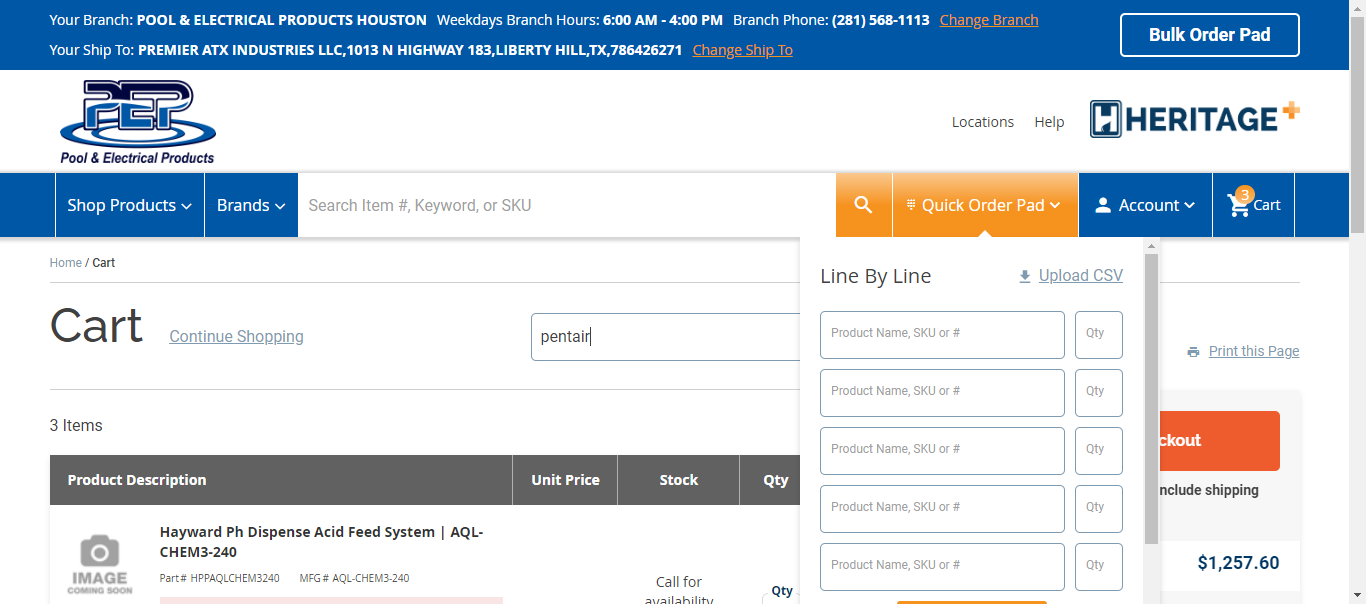 Your Branch: POOL & ELECTRICAL PRODUCTS HOUSTON Weekdays Branch Hours: 6:00 AM - 4:00 PM Branch Phone: (281) 568-1113 Change Branch
Your Ship To: PREMIER ATX INDUSTRIES LLC,1013 N HIGHWAY 183,LIBERTY HILL,TX,786426271 Change Ship To
Bulk Order Pad
PEP
Pool & Electrical Products
Locations Help
HERITAGE
Shop Products Brands Search Item #, Keyword, or SKU Quick Order Pad Account 3 Cart
Home / Cart
Cart Continue Shopping
pentair
Line By Line Upload CSV
Product Name, SKU or # Qty
Product Name, SKU or # Qty
Product Name, SKU or # Qty
Product Name, SKU or # Qty
Product Name, SKU or # Qty
Print this Page
3 Items
ckout
nclude shipping
$1,257.60
Product Description Unit Price Stock Qty
IMAGE
COMING SOON
Hayward Ph Dispense Acid Feed System | AQL-
CHEM3-240
Part# HPPAQLCHEM3240 MFG# AQL-CHEM3-240
Call for
availability
Qty